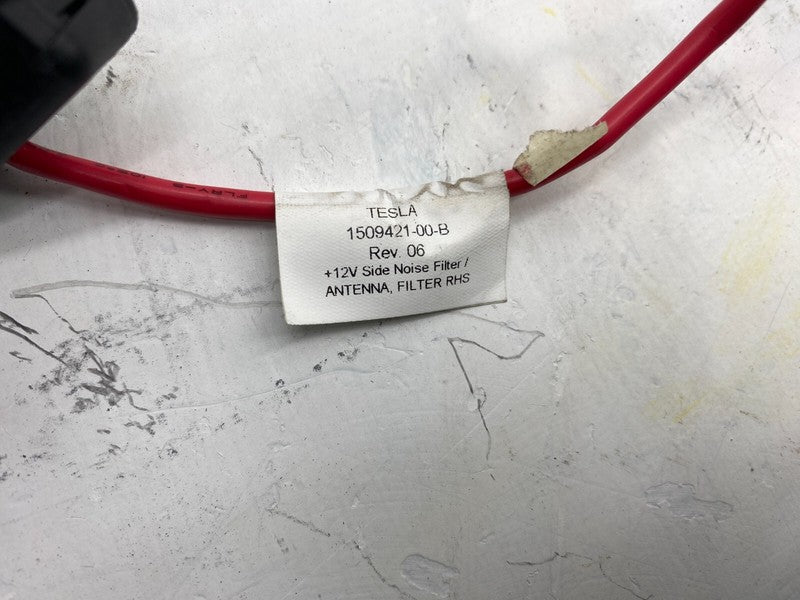 TESLA
1509421-00-B
Rev. 06
+12V Side Noise Filter /
ANTENNA, FILTER RHS